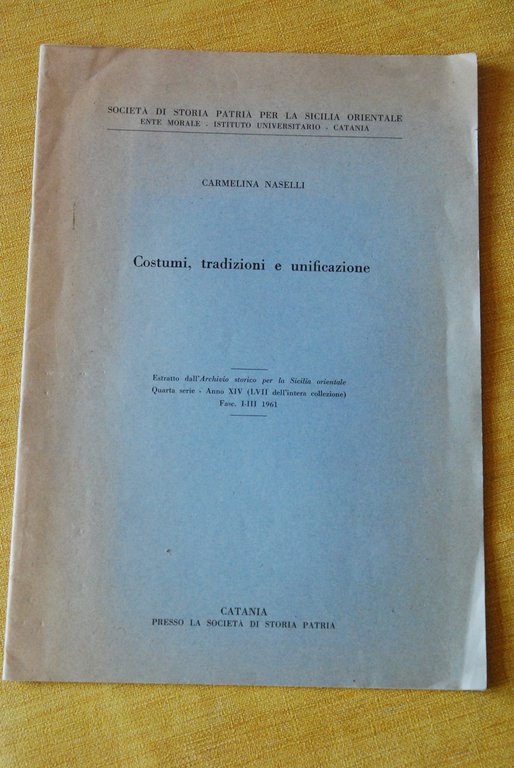 SOCIETÀ DI STORIA PATRIA PER LA SICILIA ORIENTALE
ENTE MORALE - ISTITUTO UNIVERSITARIO - CATANIA
CARMELINA NASELLI
Costumi, tradizioni e unificazione
Estratto dall'Archivio storico per la Sicilia orientale
Quarta serie - Anno XIV (LVII dell'intera collezione)
Fasc. I-III 1961
CATANIA
PRESSO LA SOCIETÀ DI STORIA PATRIA